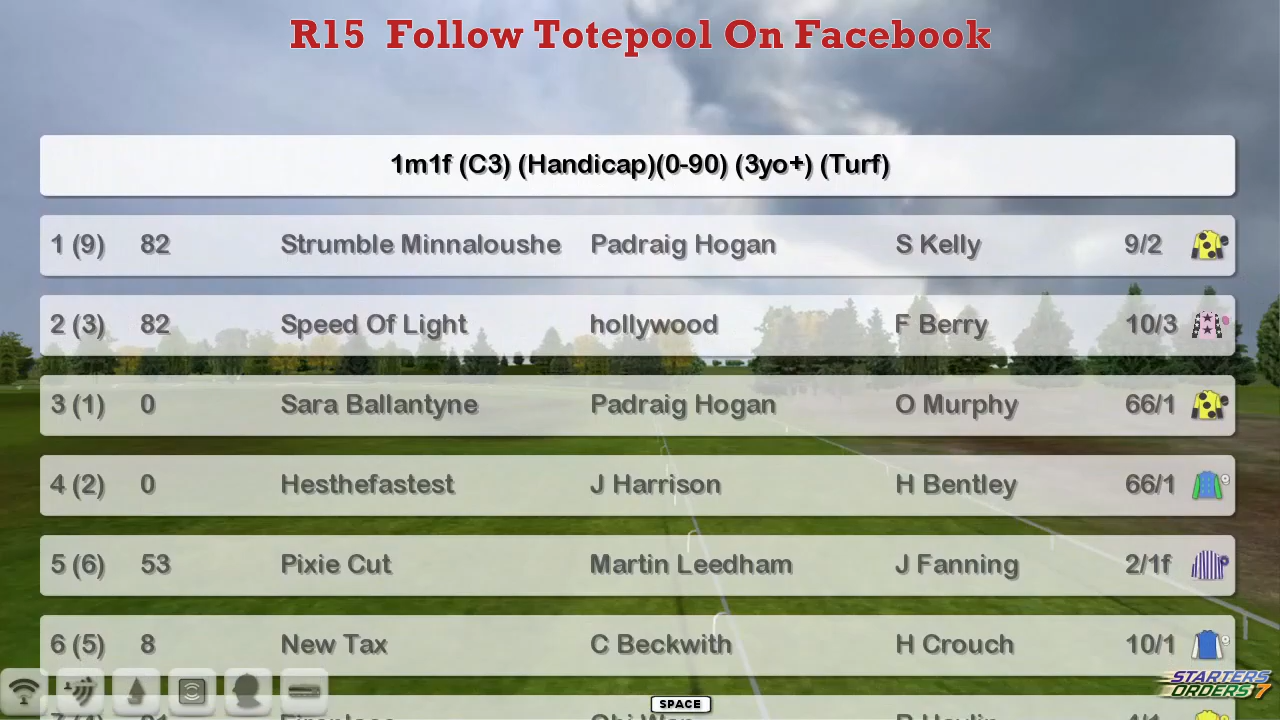 R15 Follow Totepool On Facebook
1m1f (C3) (Handicap)(0-90) (3yo+) (Turf)
1 (9) 82 Strumble Minnaloushe Padraig Hogan S Kelly 9/2
2 (3) 82 Speed Of Light hollywood F Berry 10/3
3 (1) 0 Sara Ballantyne Padraig Hogan O Murphy 66/1
4 (2) 0 Hesthefastest J Harrison H Bentley 66/1
5 (6) 53 Pixie Cut Martin Leedham J Fanning 2/1f
6 (5) 8 New Tax C Beckwith H Crouch 10/1
STARTERS
ORDERS 7
SPACE